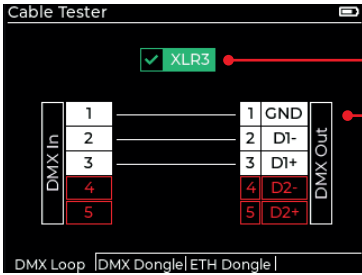 Cable Tester
XLR3
DMX In
1 1 GND
2 2 D1-
3 3 D1+
4 4 D2-
5 5 D2+
DMX Out
DMX Loop DMX Dongle ETH Dongle